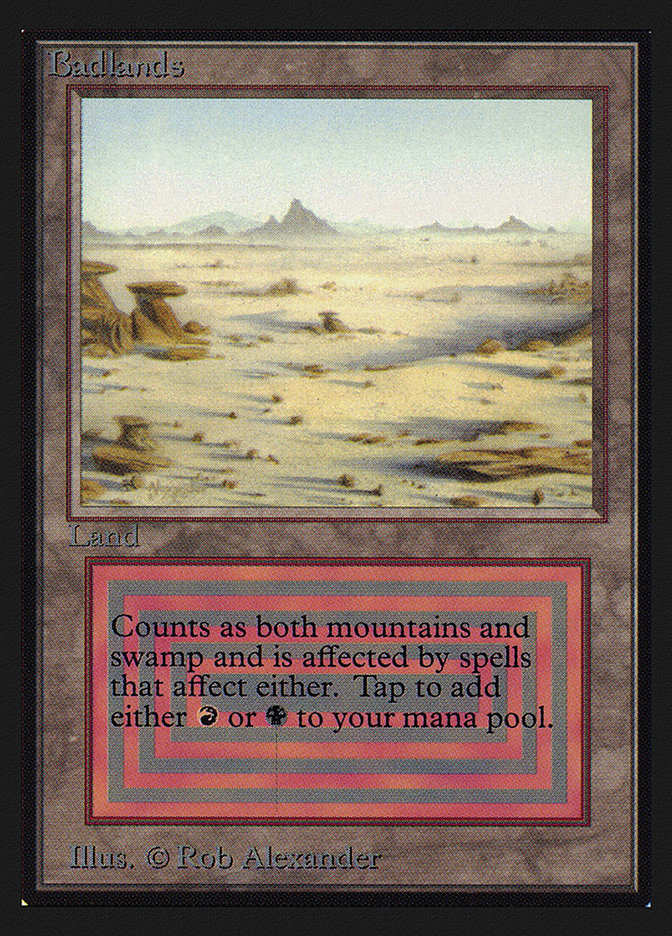 Badlands
Land
Counts as both mountains and
swamp and is affected by spells
that affect either. Tap to add
either or to your mana pool.
Illus. © Rob Alexander